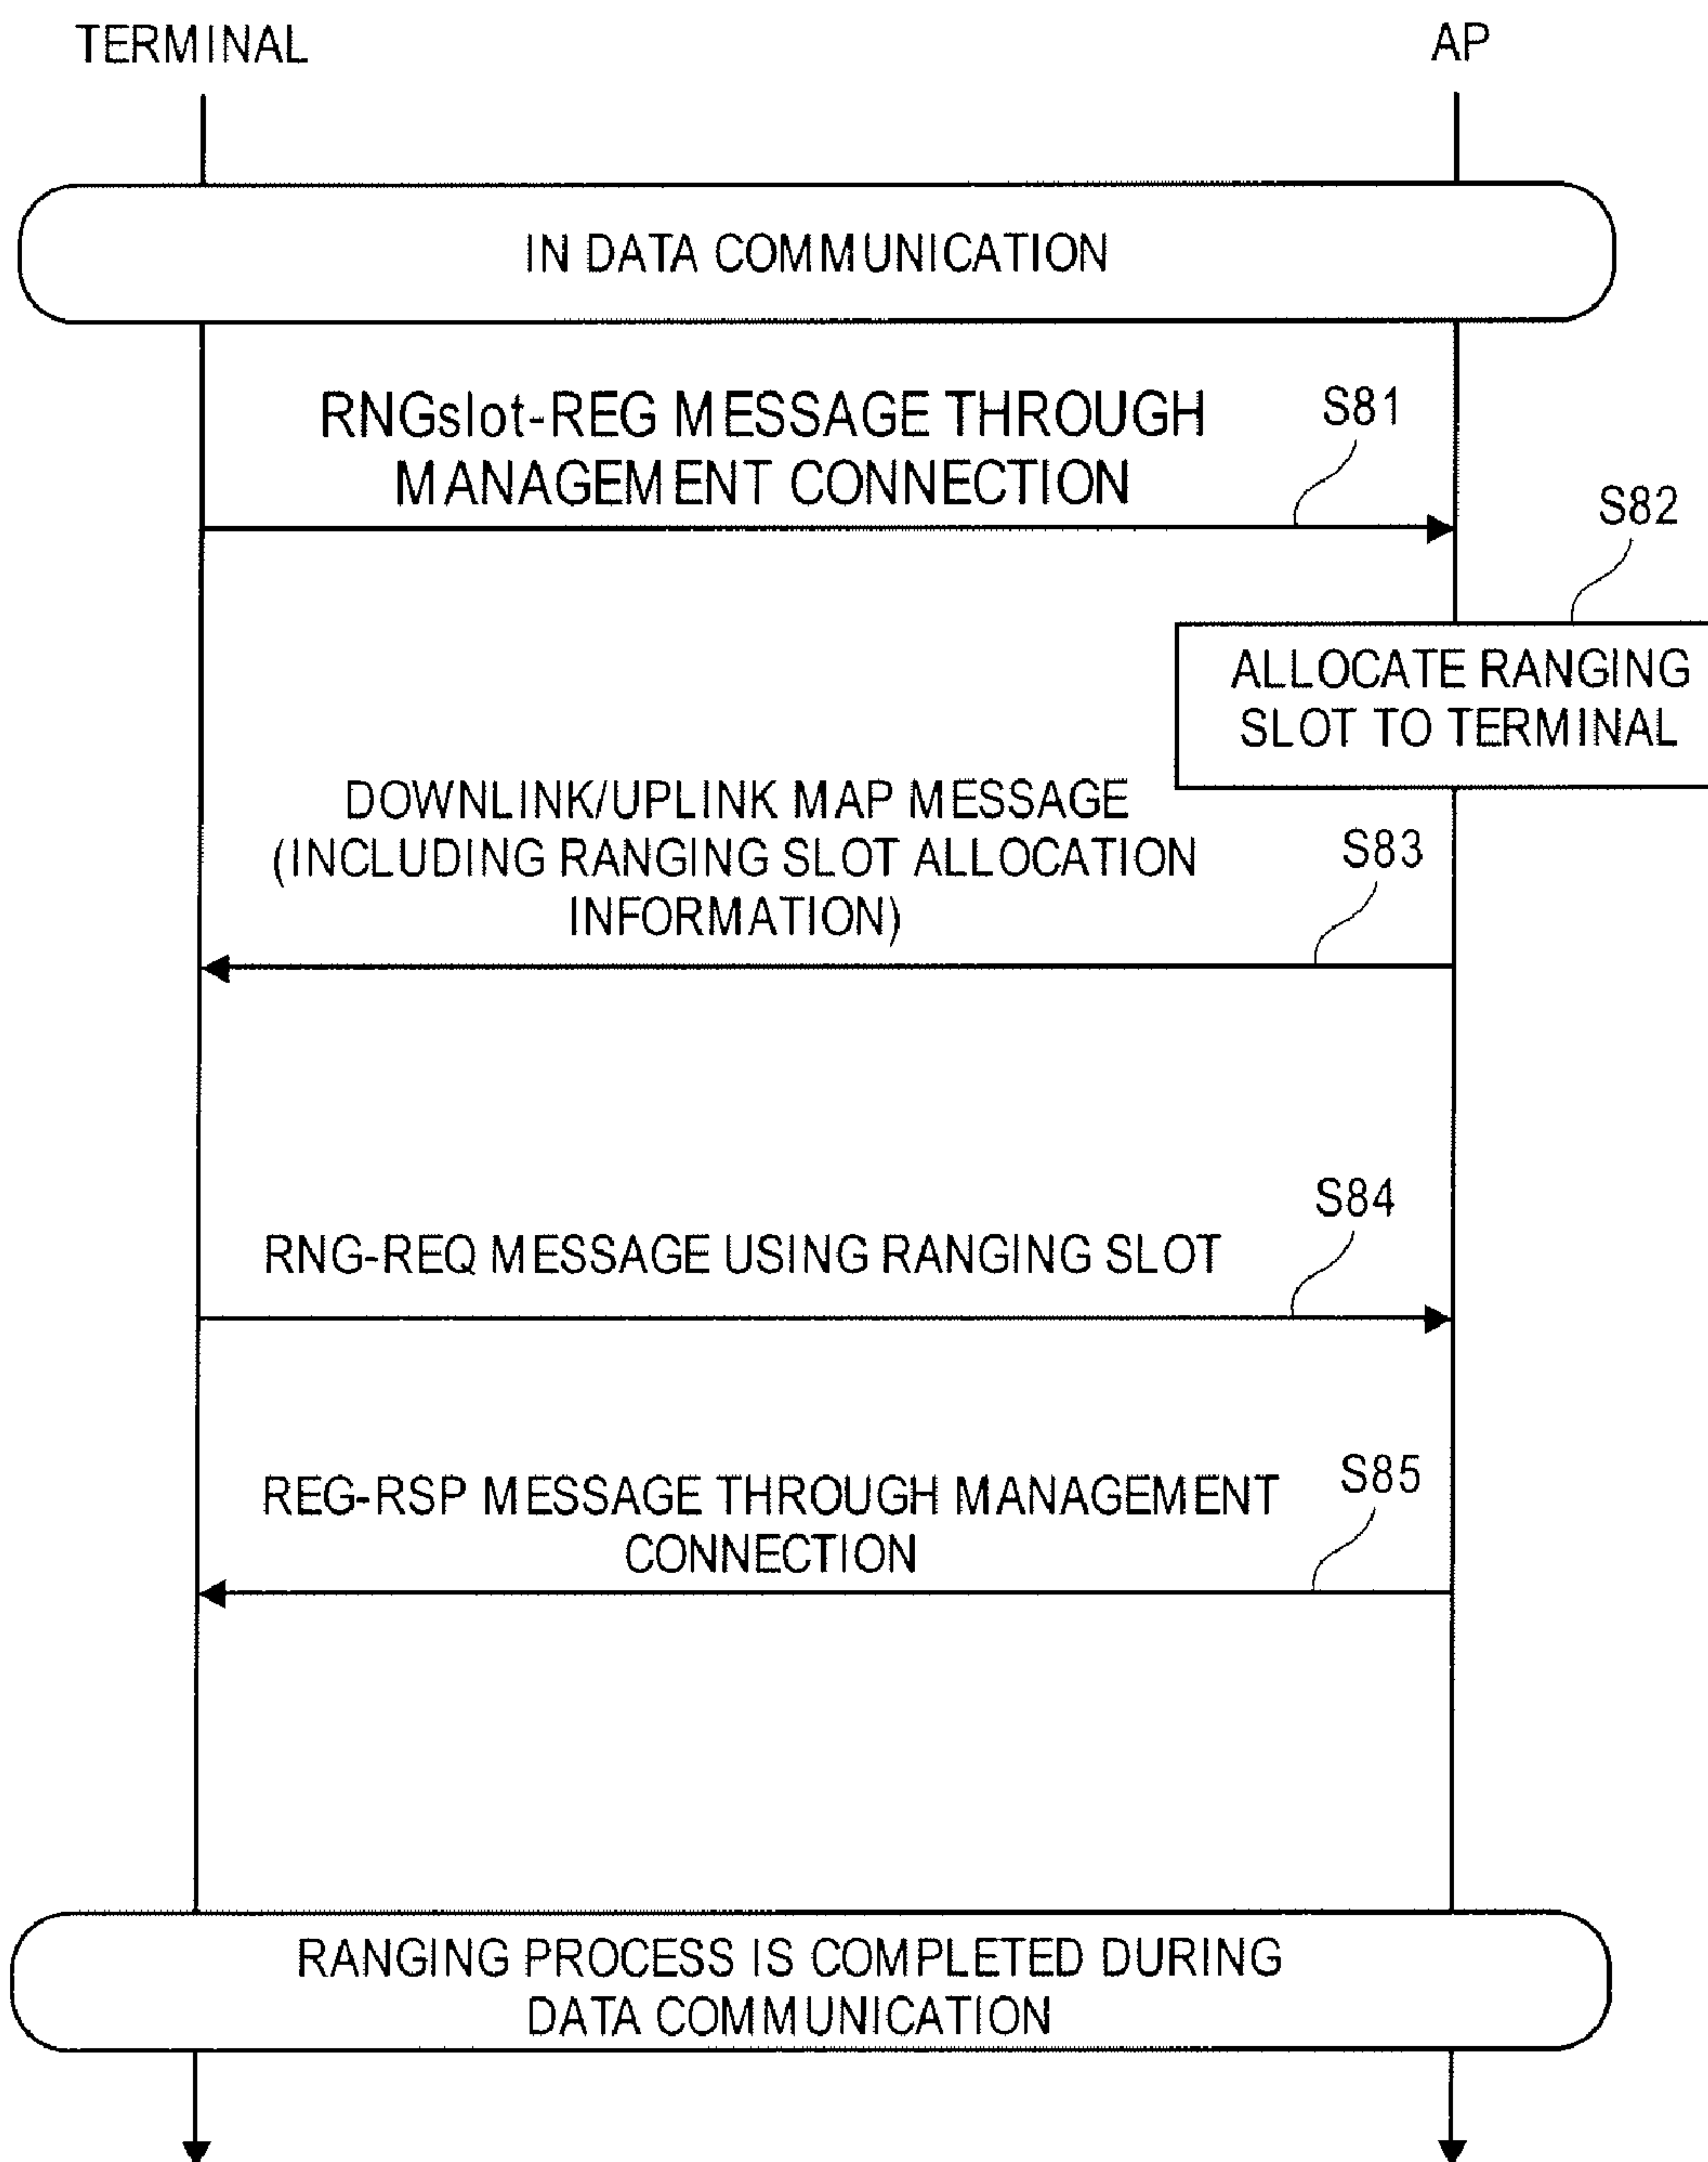 TERMINAL
AP
IN DATA COMMUNICATION
RNGslot-REG MESSAGE THROUGH
MANAGEMENT CONNECTION
S81
S82
ALLOCATE RANGING
SLOT TO TERMINAL
DOWNLINK/UPLINK MAP MESSAGE
(INCLUDING RANGING SLOT ALLOCATION
INFORMATION)
S83
S84
RNG-REQ MESSAGE USING RANGING SLOT
REG-RSP MESSAGE THROUGH MANAGEMENT
CONNECTION
S85
RANGING PROCESS IS COMPLETED DURING
DATA COMMUNICATION